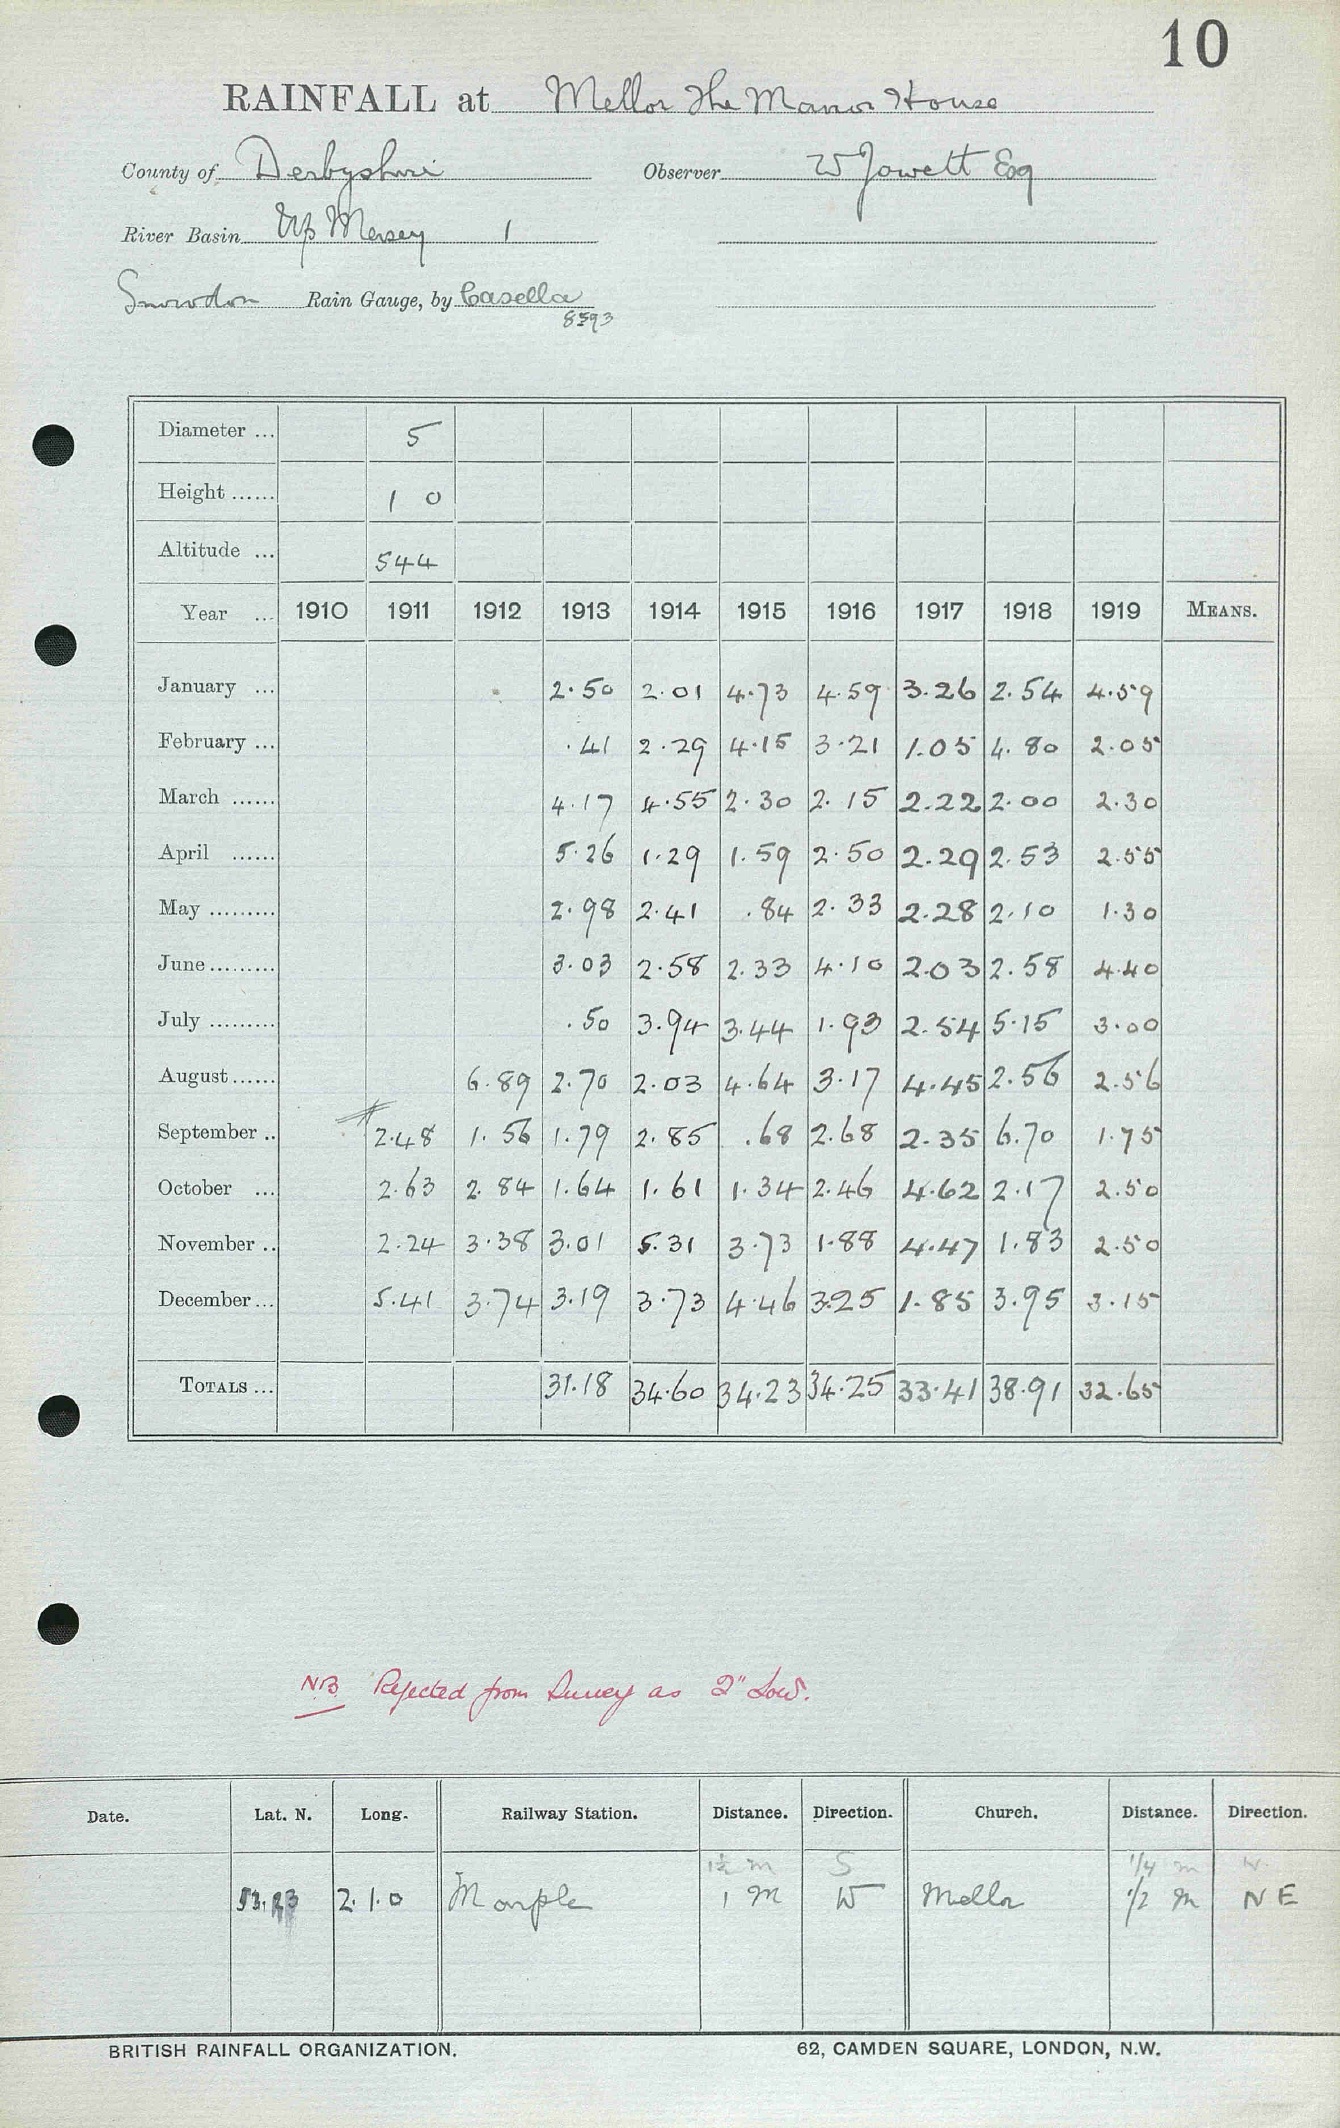 10
RAINFALL at Mellor The Manor House
County of Derbyshire Observer W Jowett Esq
River Basin Up Mersey 1
Snowdon Rain Gauge, by Casella
8593
Diameter ... 5
Height ...... 1 0
Altitude ... 544
Year ... 1910 1911 1912 1913 1914 1915 1916 1917 1918 1919 MEANS.
January ... 2.50 2.01 4.73 4.59 3.26 2.54 4.59
February ... .41 2.29 4.15 3.21 1.05 4.80 2.05
March ...... 4.17 4.55 2.30 2.15 2.22 2.00 2.30
April ...... 5.26 1.29 1.59 2.50 2.29 2.53 2.55
May ......... 2.98 2.41 .84 2.33 2.28 2.10 1.30
June......... 3.03 2.58 2.33 4.10 2.03 2.58 4.40
July ......... .50 3.94 3.44 1.93 2.54 5.15 3.00
August...... 6.89 2.70 2.03 4.64 3.17 4.45 2.56 2.56
September .. 2.48 1.56 1.79 2.85 .68 2.68 2.35 6.70 1.75
October ... 2.63 2.84 1.64 1.61 1.34 2.46 4.62 2.17 2.50
November .. 2.24 3.38 3.01 5.31 3.73 1.88 4.47 1.83 2.50
December... 5.41 3.74 3.19 3.73 4.46 3.25 1.85 3.95 3.15
TOTALS ... 31.18 34.60 34.23 34.25 33.41 38.91 32.65
NB Rejected from Survey as 2" Low.
Date. Lat. N. Long. Railway Station. Distance. Direction. Church. Distance. Direction.
1½ m S 1/4 m N.
53.23 2.1.0 Marple 1 m W Mellor 1/2 m NE
BRITISH RAINFALL ORGANIZATION. 62, CAMDEN SQUARE, LONDON, N.W.